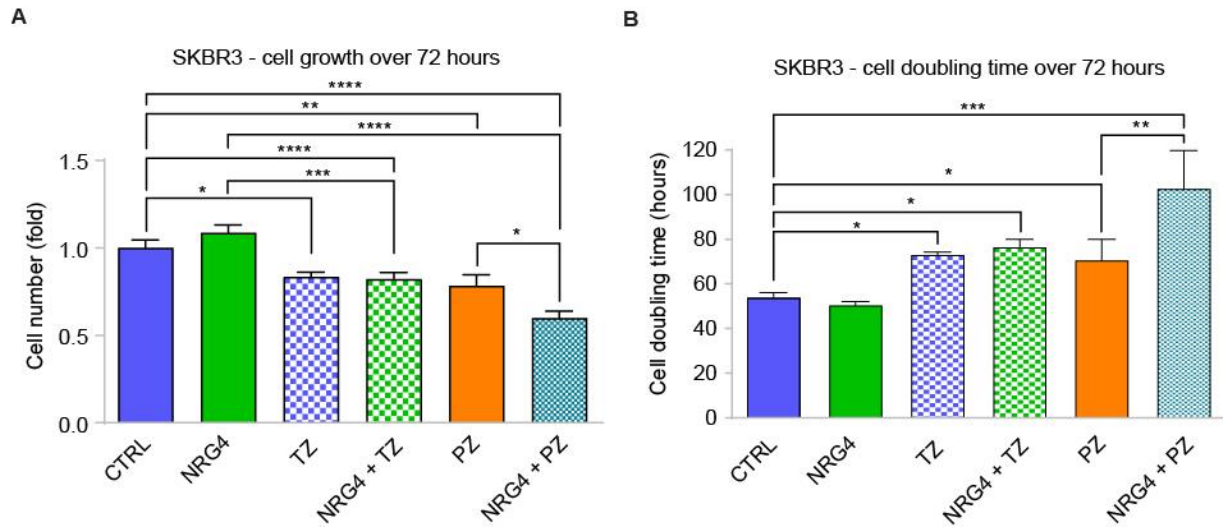 A
SKBR3 - cell growth over 72 hours
****
**
****
****
***
*
*
Cell number (fold)
1.5
1.0
0.5
0.0
CTRL
NRG4
TZ
NRG4 + TZ
PZ
NRG4 + PZ
B
SKBR3 - cell doubling time over 72 hours
***
**
*
*
*
Cell doubling time (hours)
120
100
80
60
40
20
0
CTRL
NRG4
TZ
NRG4 + TZ
PZ
NRG4 + PZ